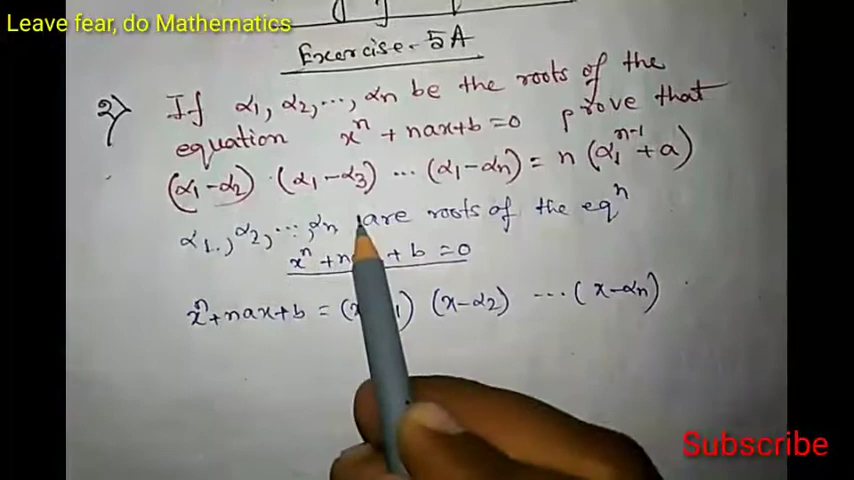 Leave fear, do Mathematics
Exercise-5A
2) If α1, α2, ..., αn be the roots of the
equation x^n + nax+b =0 prove that
(α1-α2) · (α1-α3) ... (α1-αn) = n (α1^n-1 + a)
α1, α2, ..., αn are roots of the eq^n
x^n + n + b =0
x^n+nax+b = (x 1) (x-α2) ... (x-αn)
Subscribe